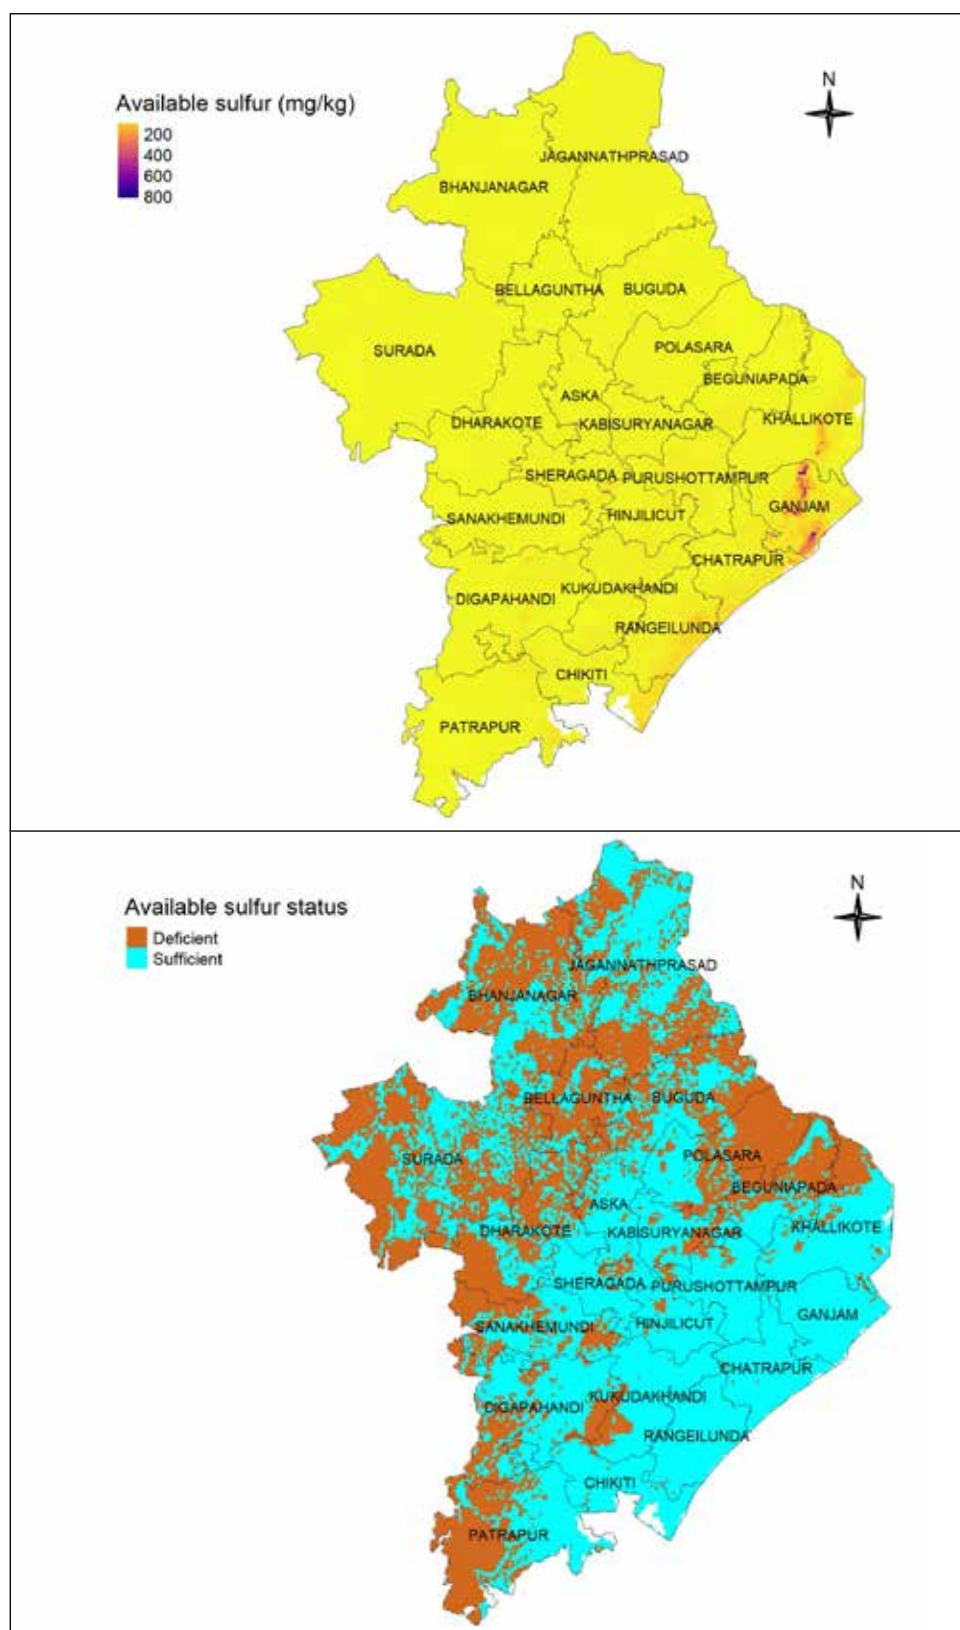 N
Available sulfur (mg/kg)
200
400
600
800
JAGANNATHPRASAD
BHANJANAGAR
BELLAGUNTHA
BUGUDA
SURADA
POLASARA
BEGUNIAPADA
ASKA
DHARAKOTE
KABISURYANAGAR
KHALLIKOTE
SHERAGADA
PURUSHOTTAMPUR
GANJAM
SANAKHEMUNDI
HINJILICUT
CHATRAPUR
KUKUDAKHANDI
DIGAPAHANDI
RANGEILUNDA
CHIKITI
PATRAPUR
N
Available sulfur status
Deficient
Sufficient
JAGANNATHPRASAD
BHANJANAGAR
BELLAGUNTHA
BUGUDA
SURADA
POLASARA
BEGUNIAPADA
ASKA
DHARAKOTE
KABISURYANAGAR
KHALLIKOTE
SHERAGADA
PURUSHOTTAMPUR
GANJAM
SANAKHEMUNDI
HINJILICUT
CHATRAPUR
KUKUDAKHANDI
DIGAPAHANDI
RANGEILUNDA
CHIKITI
PATRAPUR